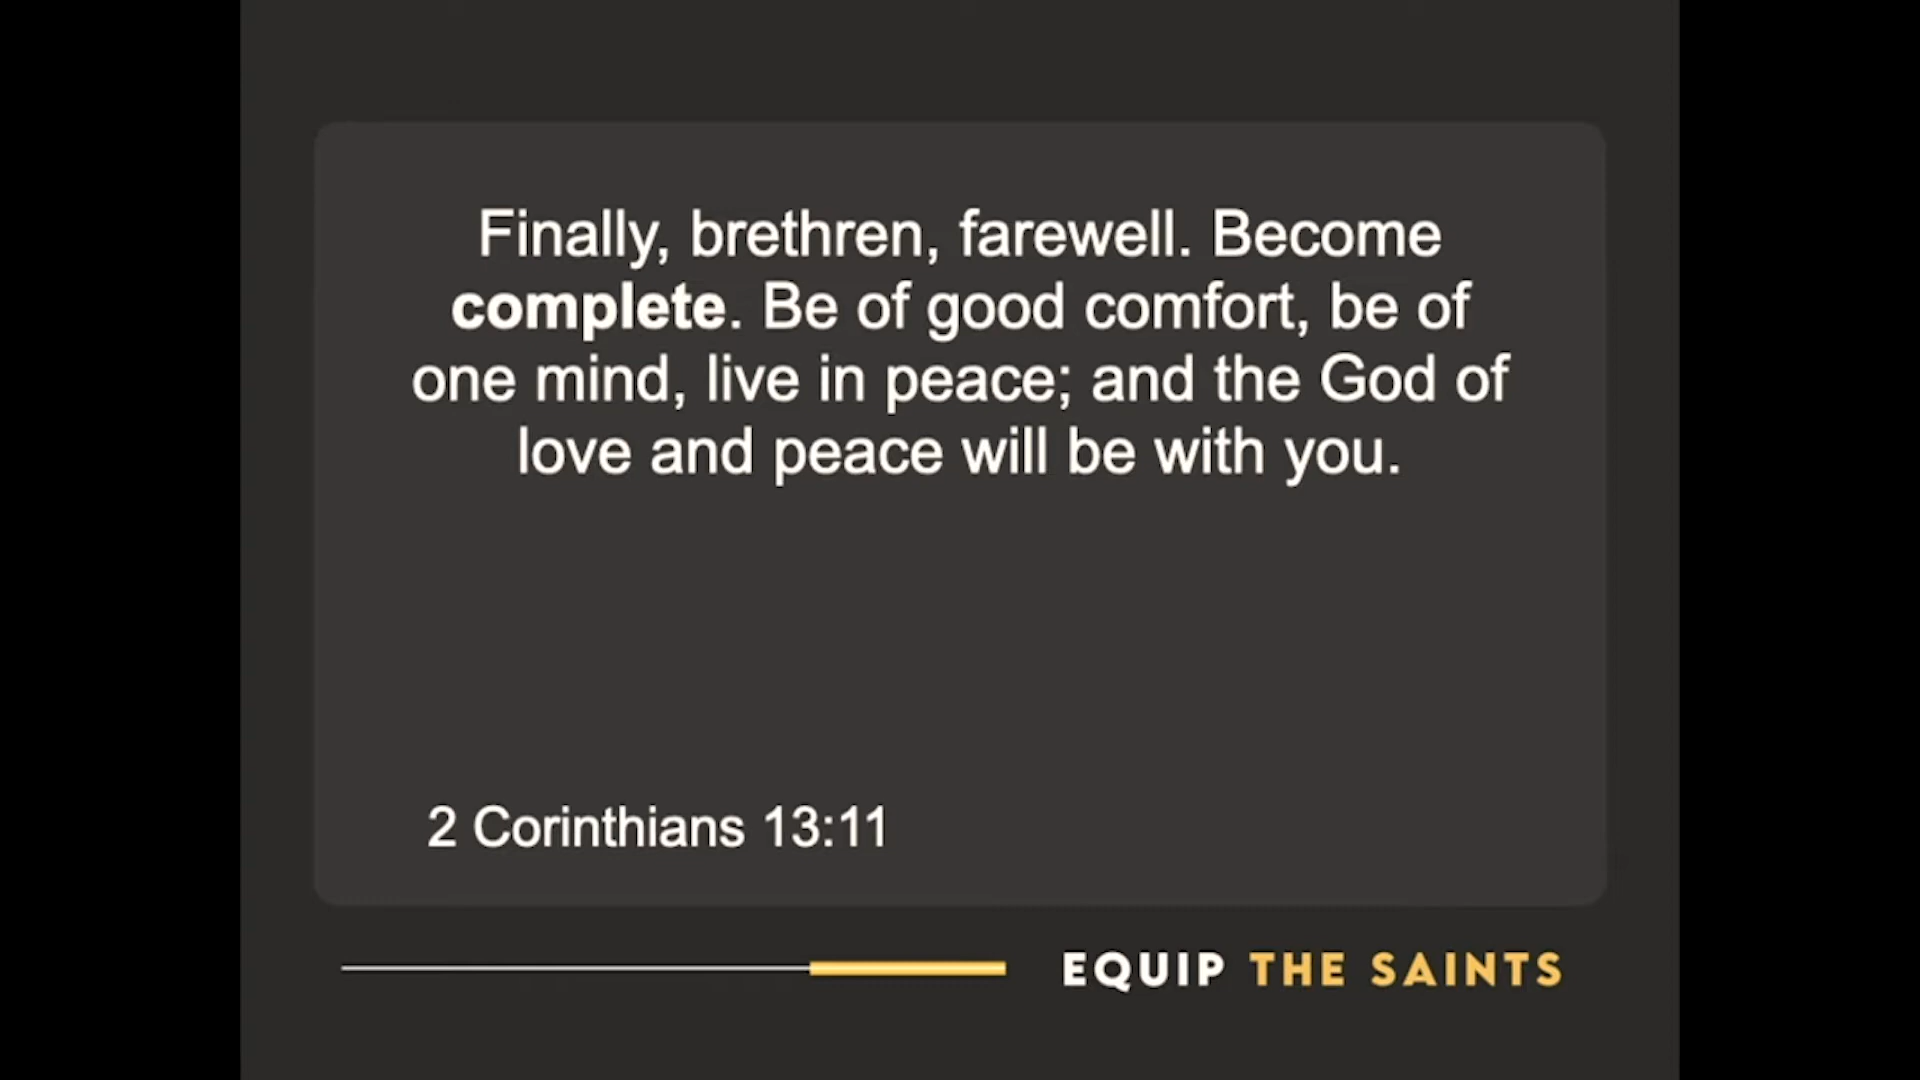 Finally, brethren, farewell. Become
complete. Be of good comfort, be of
one mind, live in peace; and the God of
love and peace will be with you.
2 Corinthians 13:11
EQUIP THE SAINTS